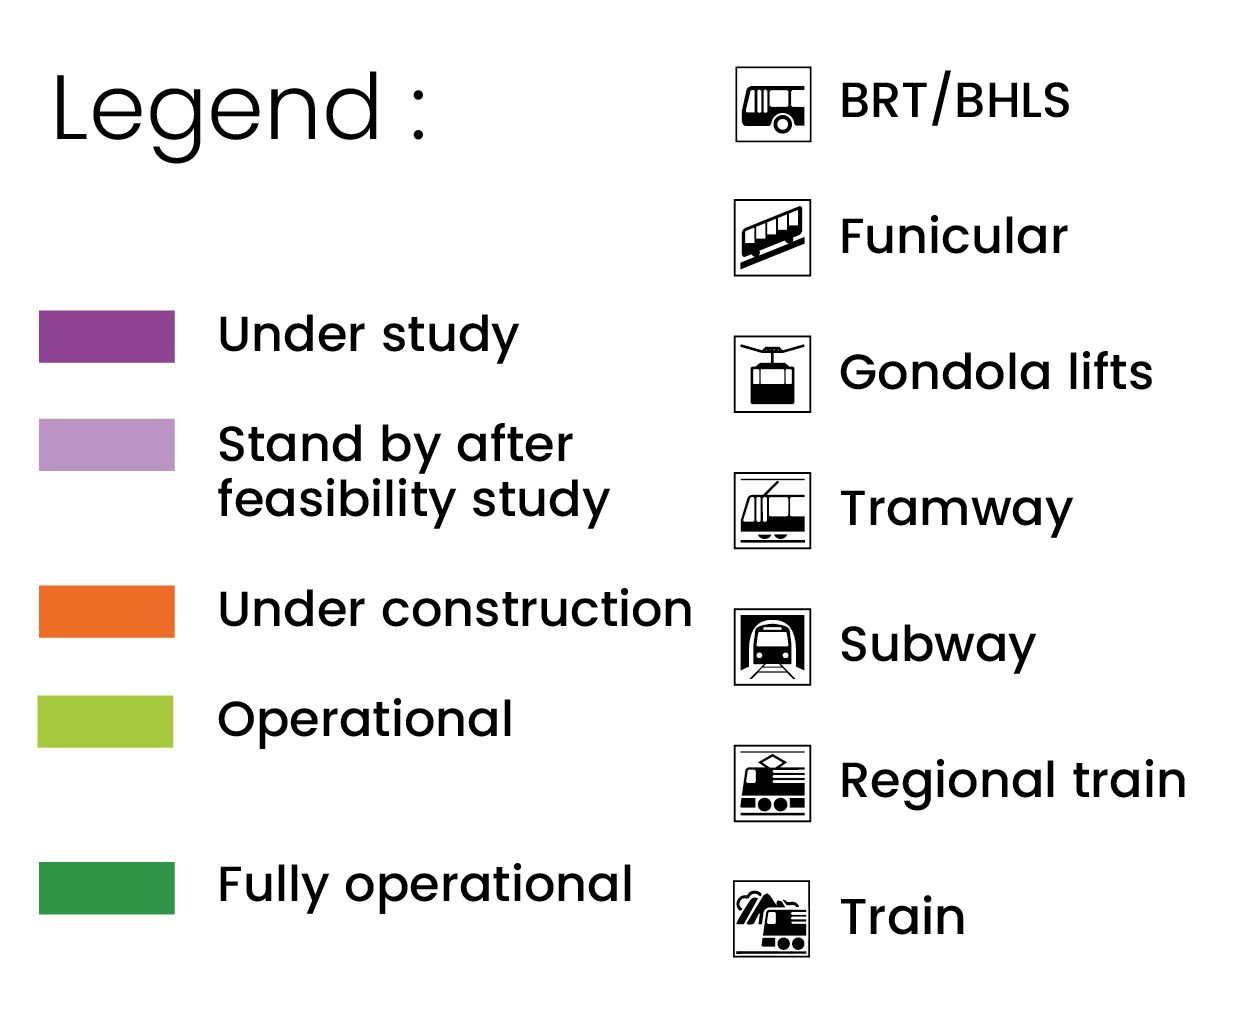 Legend :
Under study
Stand by after
feasibility study
Under construction
Operational
Fully operational
BRT/BHLS
Funicular
Gondola lifts
Tramway
Subway
Regional train
Train